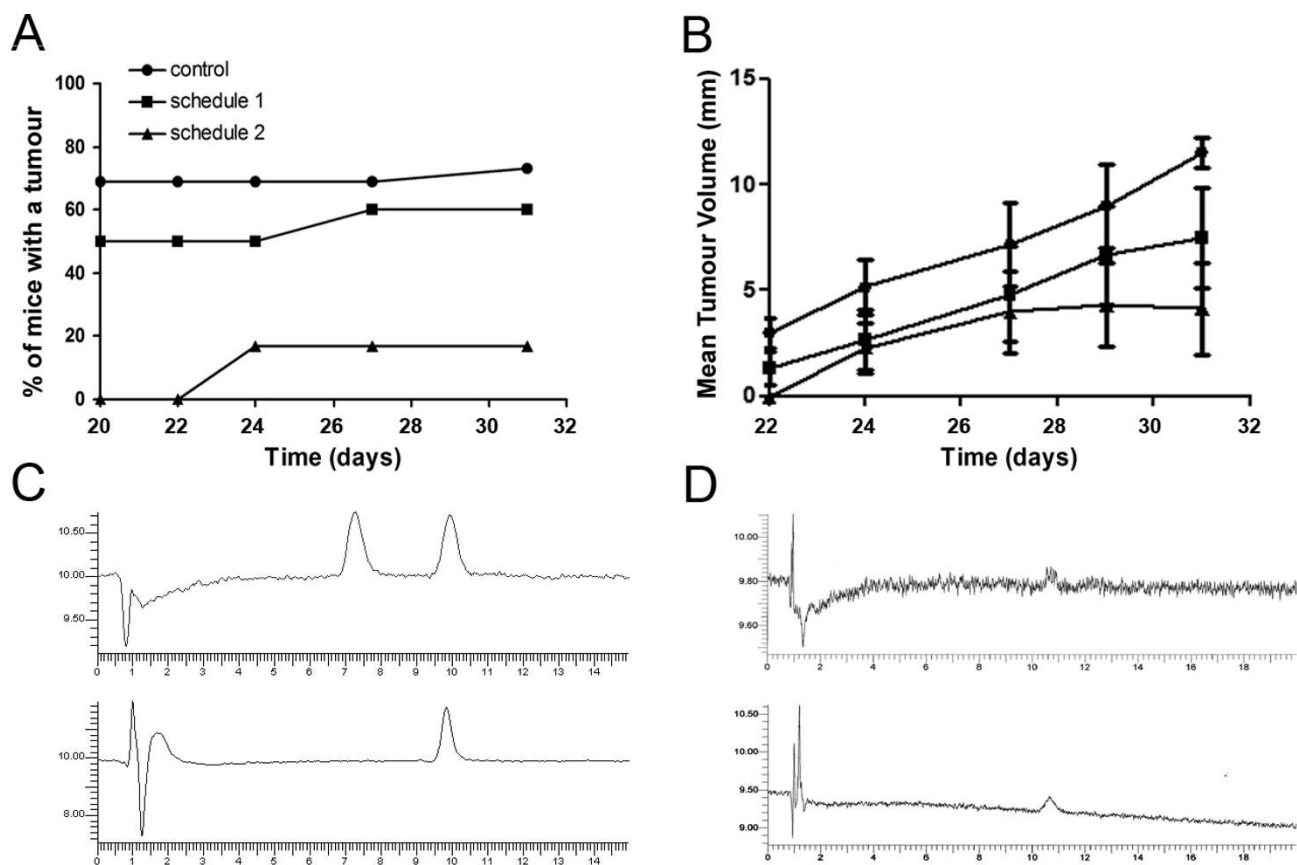 A
% of mice with a tumour
100
80
60
40
20
0
control
schedule 1
schedule 2
20 22 24 26 28 30 32
Time (days)
B
Mean Tumour Volume (mm)
15
10
5
0
22 24 26 28 30 32
Time (days)
C
10.50
10.00
9.50
0 1 2 3 4 5 6 7 8 9 10 11 12 13 14
10.00
8.00
0 1 2 3 4 5 6 7 8 9 10 11 12 13 14
D
10.00
9.80
9.60
0 2 4 6 8 10 12 14 16 18
10.50
10.00
9.50
9.00
0 2 4 6 8 10 12 14 16 18